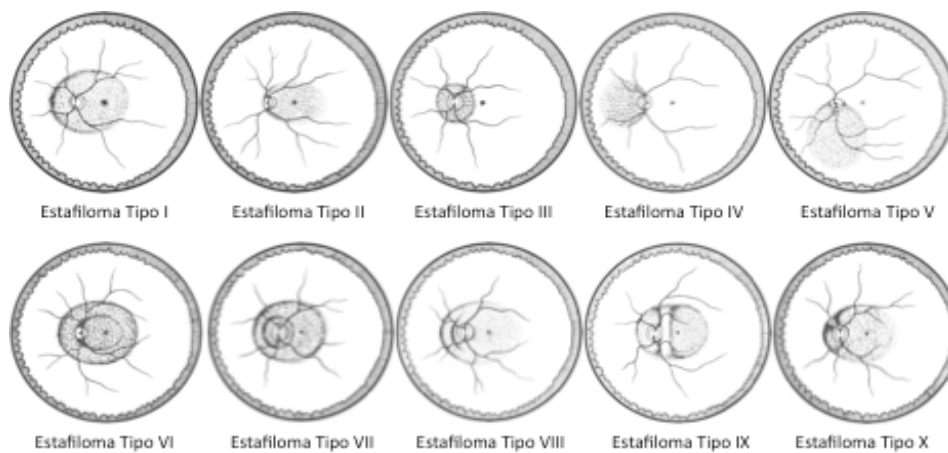 Estafiloma Tipo I
Estafiloma Tipo II
Estafiloma Tipo III
Estafiloma Tipo IV
Estafiloma Tipo V
Estafiloma Tipo VI
Estafiloma Tipo VII
Estafiloma Tipo VIII
Estafiloma Tipo IX
Estafiloma Tipo X